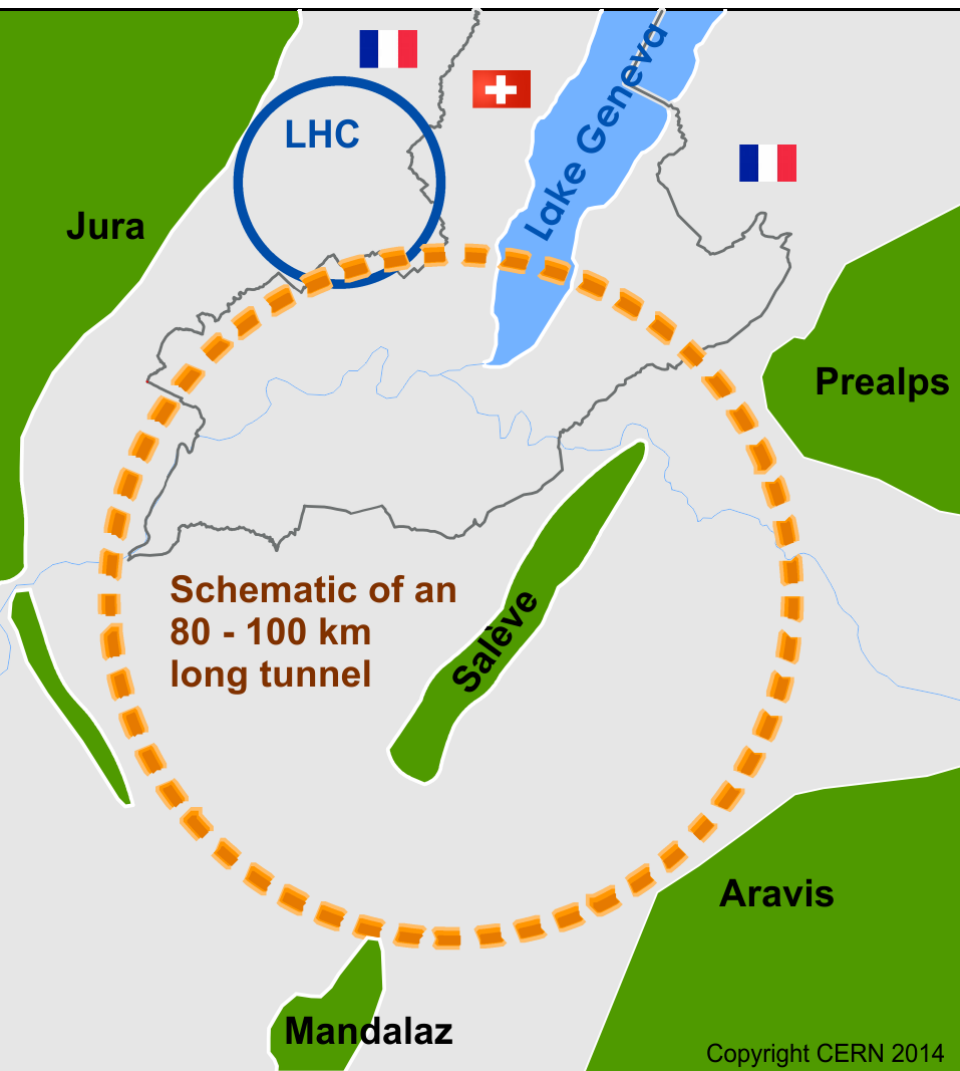 LHC
Lake Geneva
Jura
Prealps
Schematic of an
80 - 100 km
long tunnel
Salève
Aravis
Mandalaz
Copyright CERN 2014